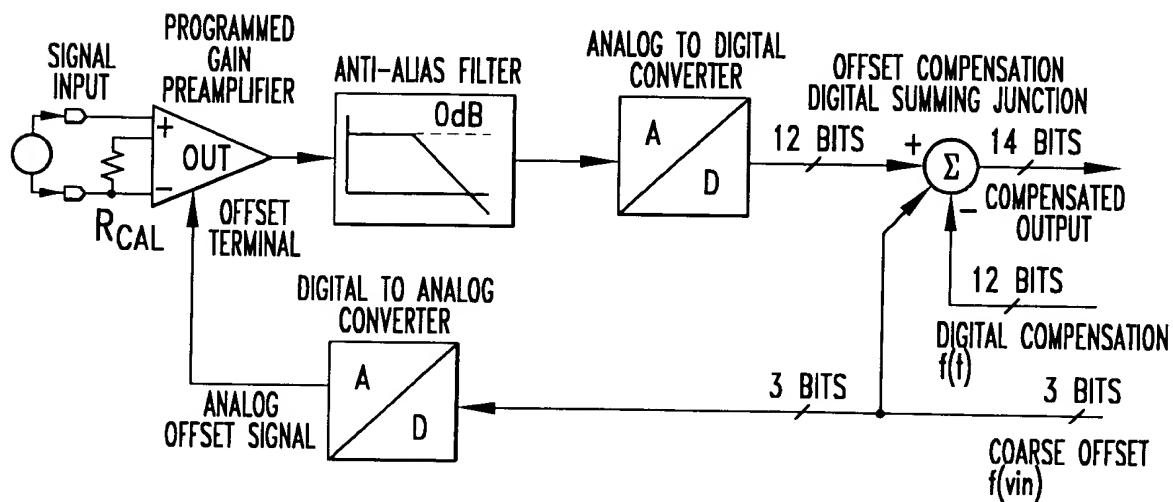 SIGNAL
INPUT
PROGRAMMED
GAIN
PREAMPLIFIER
+
OUT
−
R_CAL
OFFSET
TERMINAL
ANTI-ALIAS FILTER
0dB
ANALOG TO DIGITAL
CONVERTER
A
D
12 BITS
OFFSET COMPENSATION
DIGITAL SUMMING JUNCTION
+
Σ
−
14 BITS
COMPENSATED
OUTPUT
12 BITS
DIGITAL COMPENSATION
f(t)
DIGITAL TO ANALOG
CONVERTER
A
D
ANALOG
OFFSET SIGNAL
3 BITS
3 BITS
COARSE OFFSET
f(vin)